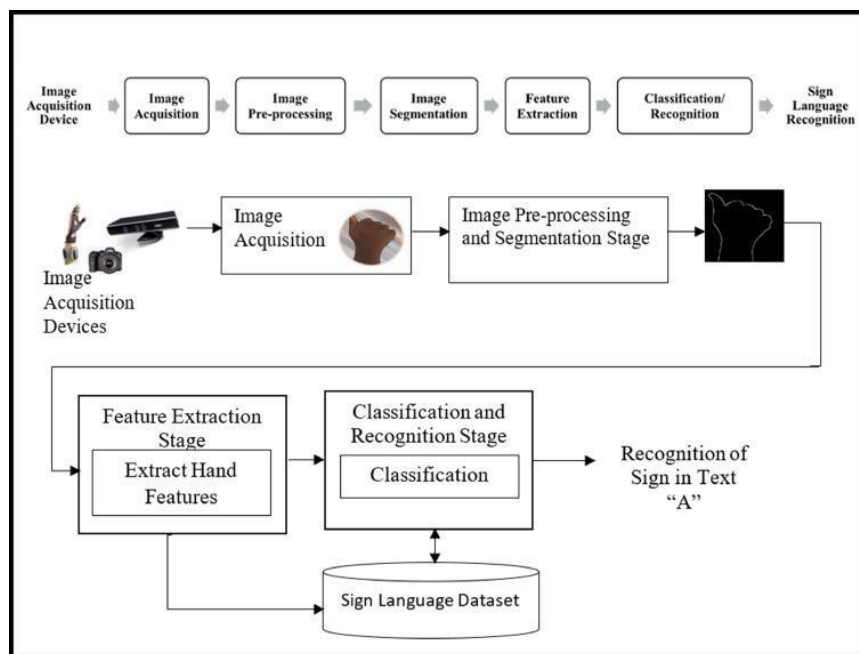 Image
Acquisition
Device
Image
Acquisition
Image
Pre-processing
Image
Segmentation
Feature
Extraction
Classification/
Recognition
Sign
Language
Recognition
Image
Acquisition
Devices
Image
Acquisition
Image Pre-processing
and Segmentation Stage
Feature Extraction
Stage
Extract Hand
Features
Classification and
Recognition Stage
Classification
Recognition of
Sign in Text
“A”
Sign Language Dataset